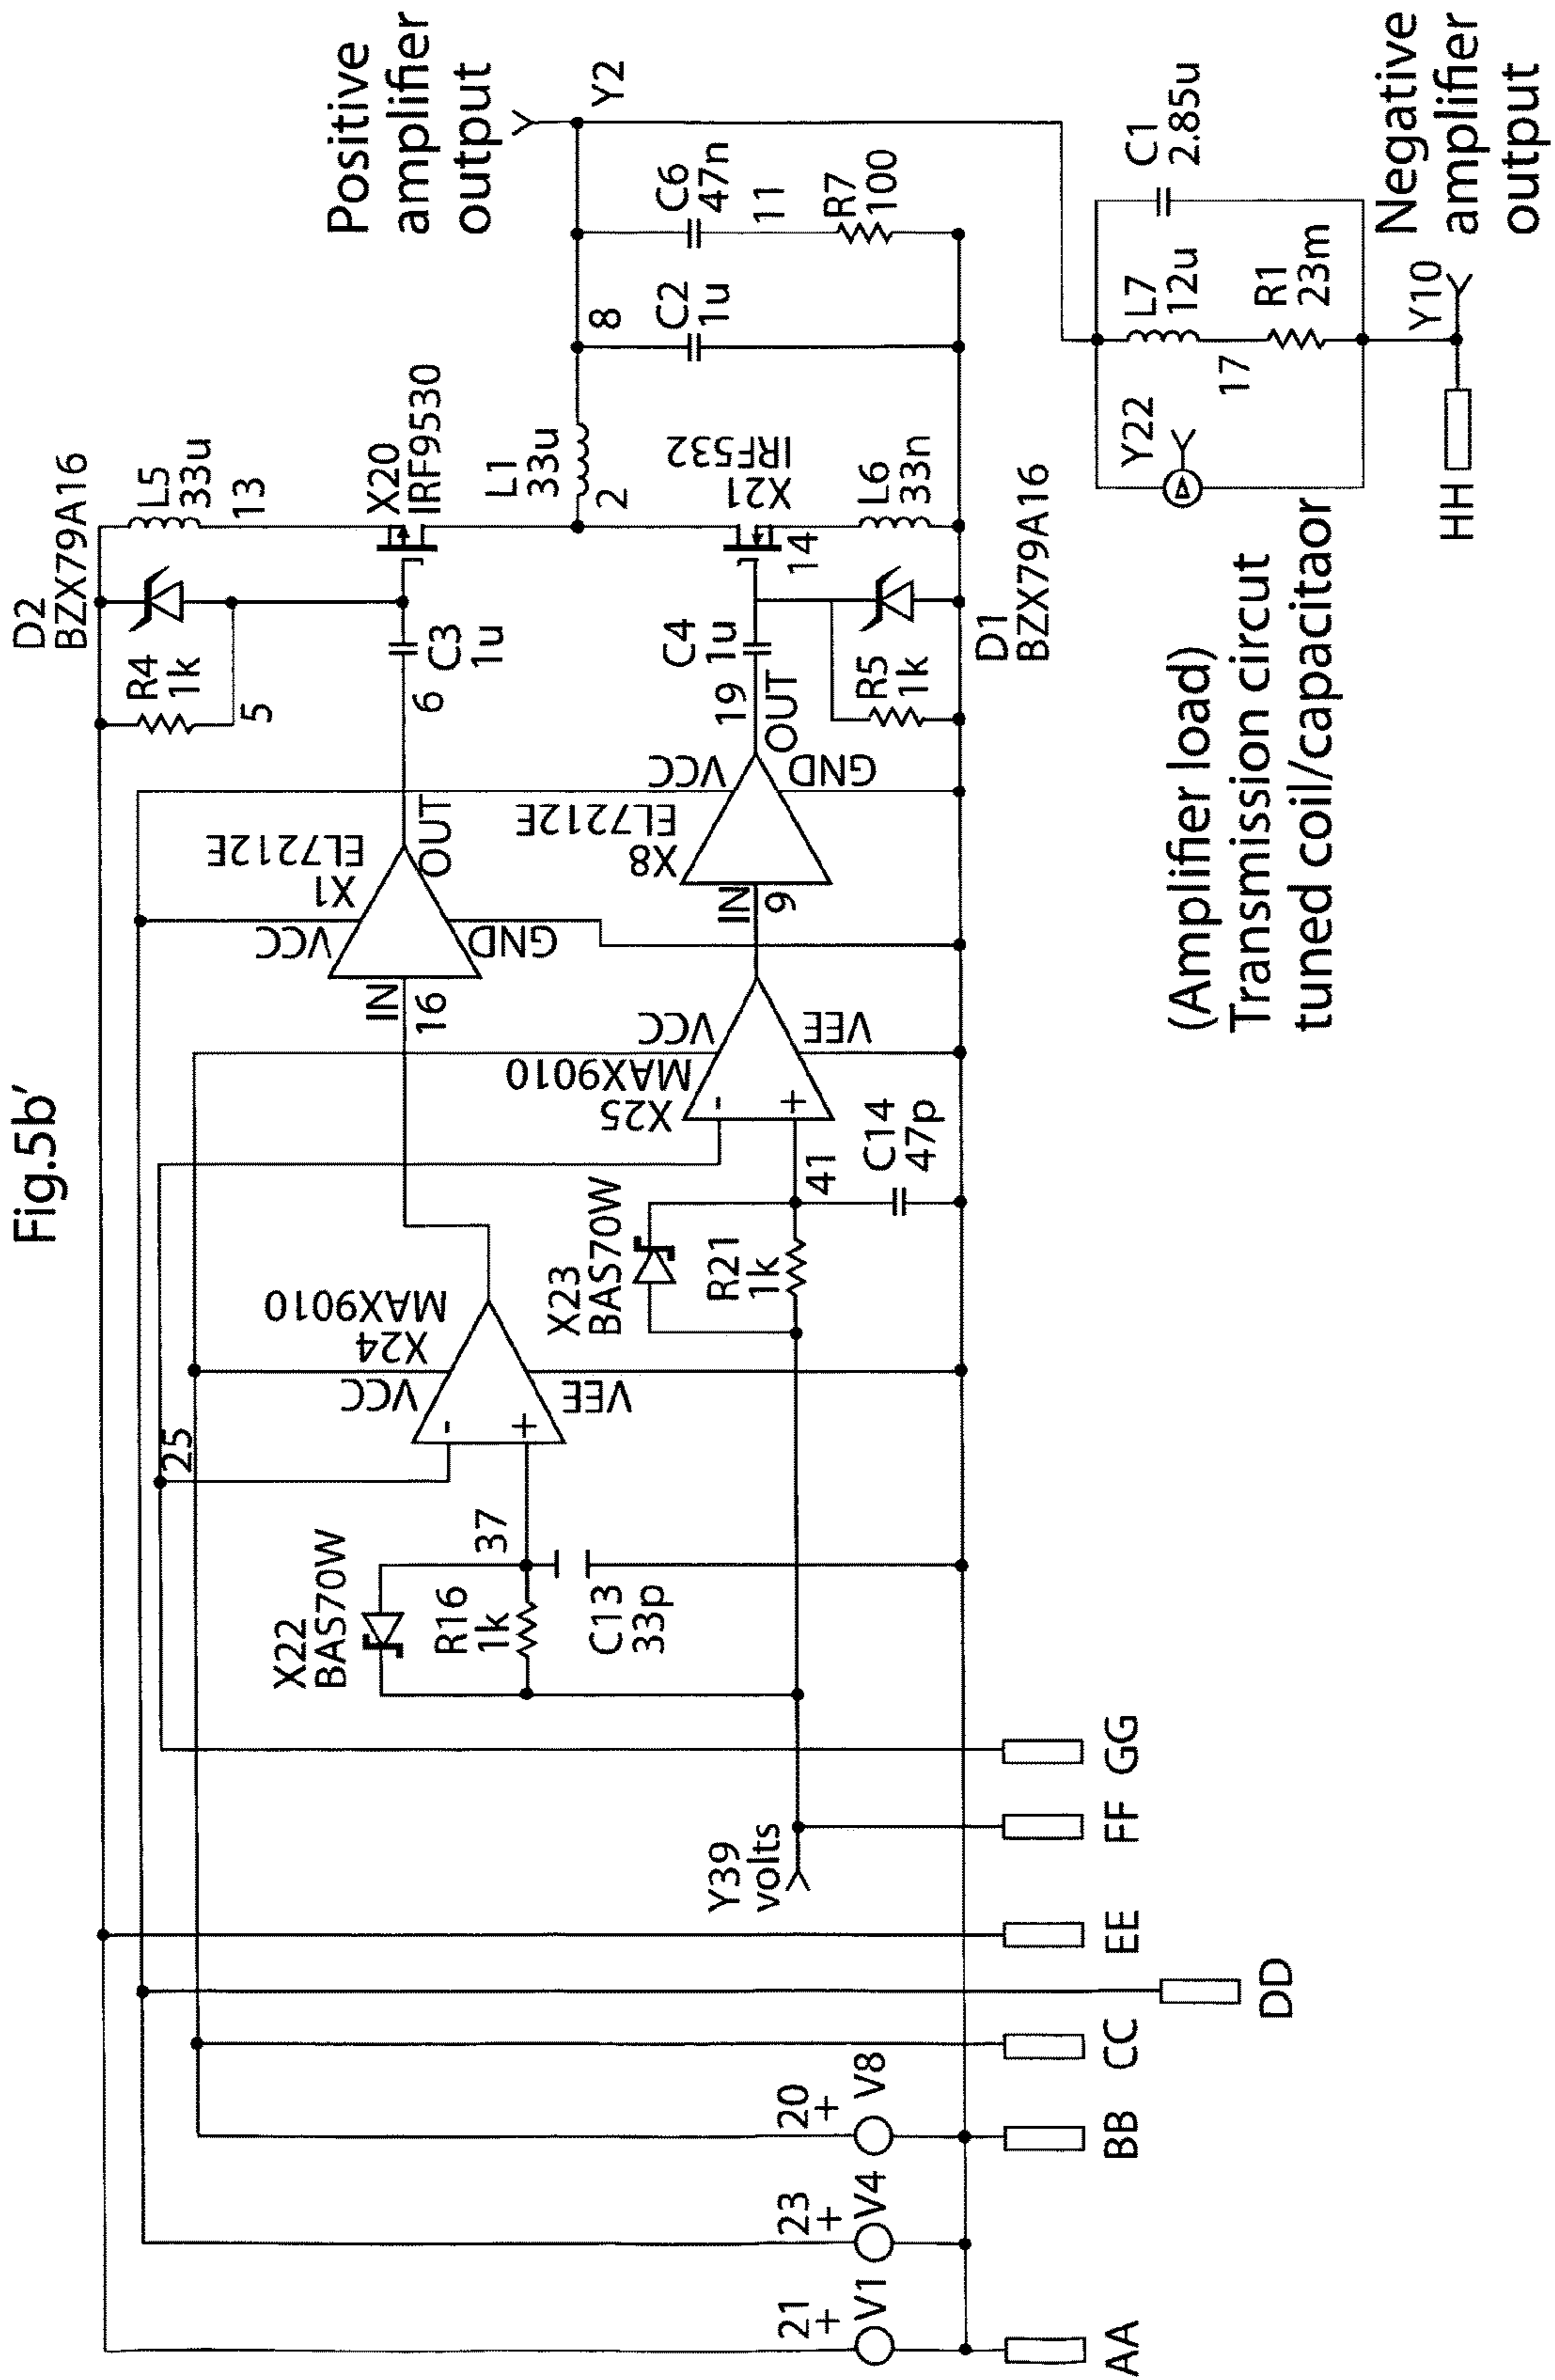 Fig.5b'
D2
BZX79A16
R4
1k
5
L5
33u
13
X20
IRF9530
C3
1u
6
L1
33u
2
Positive
amplifier
output
Y2
8
C2
1u
C6
47n
11
R7
100
X1
EL7212E
VCC
GND
IN
16
OUT
X8
EL7212E
VCC
GND
IN
9
OUT
19
C4
1u
R5
1k
D1
BZX79A16
X21
IRF532
14
L6
33n
X24
MAX9010
VCC
VEE
-
+
25
X25
MAX9010
VCC
VEE
-
+
41
C14
47p
X23
BAS70W
R21
1k
X22
BAS70W
R16
1k
37
C13
33p
Y39
volts
21
+
V1
23
+
V4
20
+
V8
AA
BB
CC
DD
EE
FF
GG
(Amplifier load)
Transmission circut
tuned coil/capacitaor
Y22
17
L7
12u
R1
23m
C1
2.85u
HH
Y10
Negative
amplifier
output